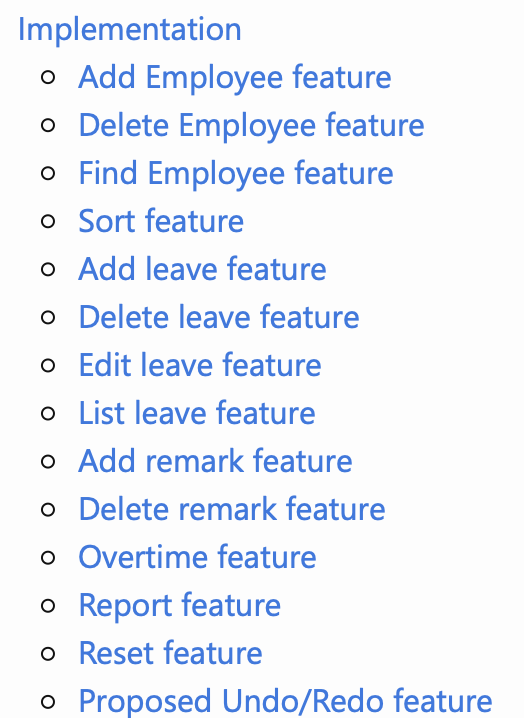 Implementation
Add Employee feature
Delete Employee feature
Find Employee feature
Sort feature
Add leave feature
Delete leave feature
Edit leave feature
List leave feature
Add remark feature
Delete remark feature
Overtime feature
Report feature
Reset feature
Proposed Undo/Redo feature